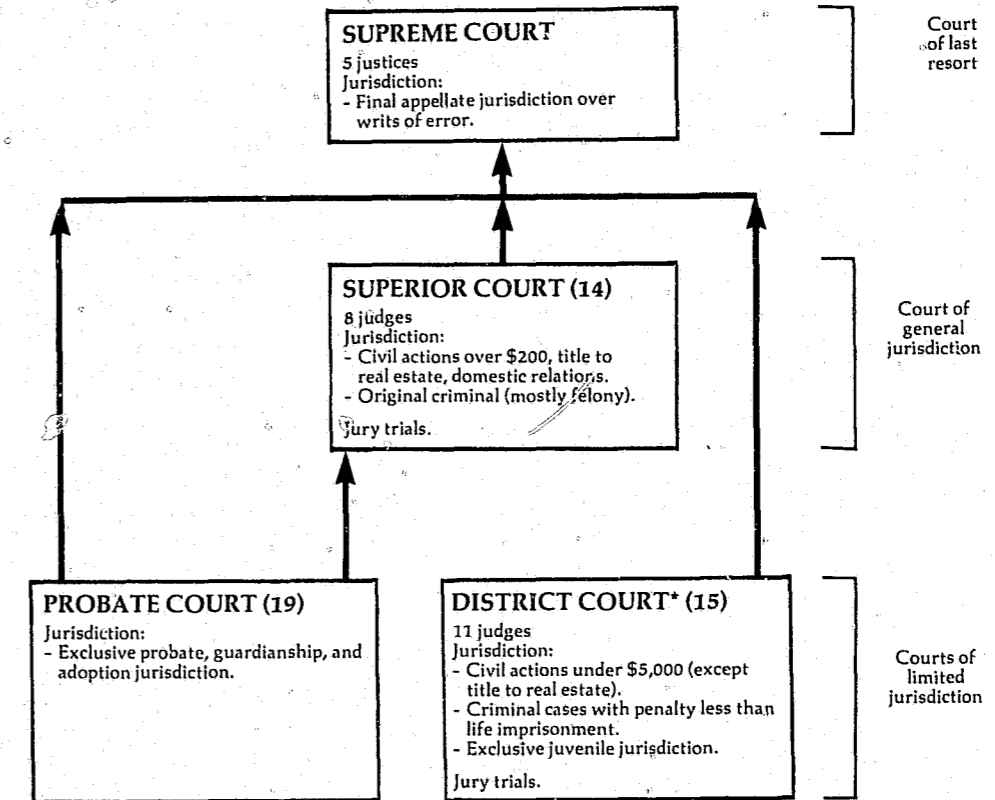 SUPREME COURT
5 justices
Jurisdiction:
- Final appellate jurisdiction over
writs of error.
Court
of last
resort
SUPERIOR COURT (14)
8 judges
Jurisdiction:
- Civil actions over $200, title to
real estate, domestic relations.
- Original criminal (mostly felony).
Jury trials.
Court of
general
jurisdiction
PROBATE COURT (19)
Jurisdiction:
- Exclusive probate, guardianship, and
adoption jurisdiction.
DISTRICT COURT* (15)
11 judges
Jurisdiction:
- Civil actions under $5,000 (except
title to real estate).
- Criminal cases with penalty less than
life imprisonment.
- Exclusive juvenile jurisdiction.
Jury trials.
Courts of
limited
jurisdiction